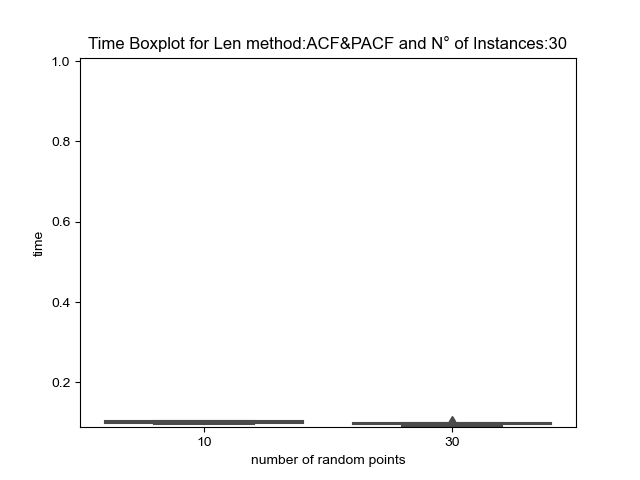 Time Boxplot for Len method:ACF&PACF and N° of Instances:30
1.0
0.8
0.6
time
0.4
0.2
10 30
number of random points